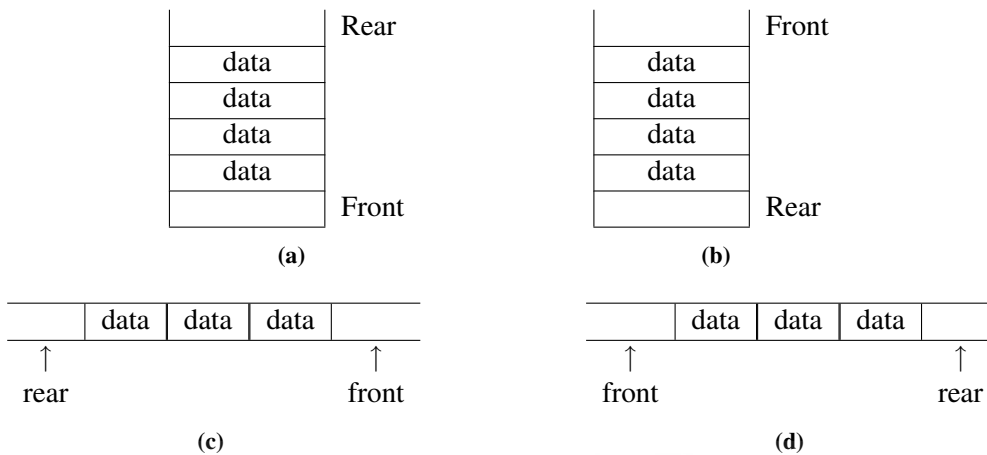 Rear
data
data
data
data
Front
(a)
Front
data
data
data
data
Rear
(b)
data data data
↑ ↑
rear front
(c)
data data data
↑ ↑
front rear
(d)